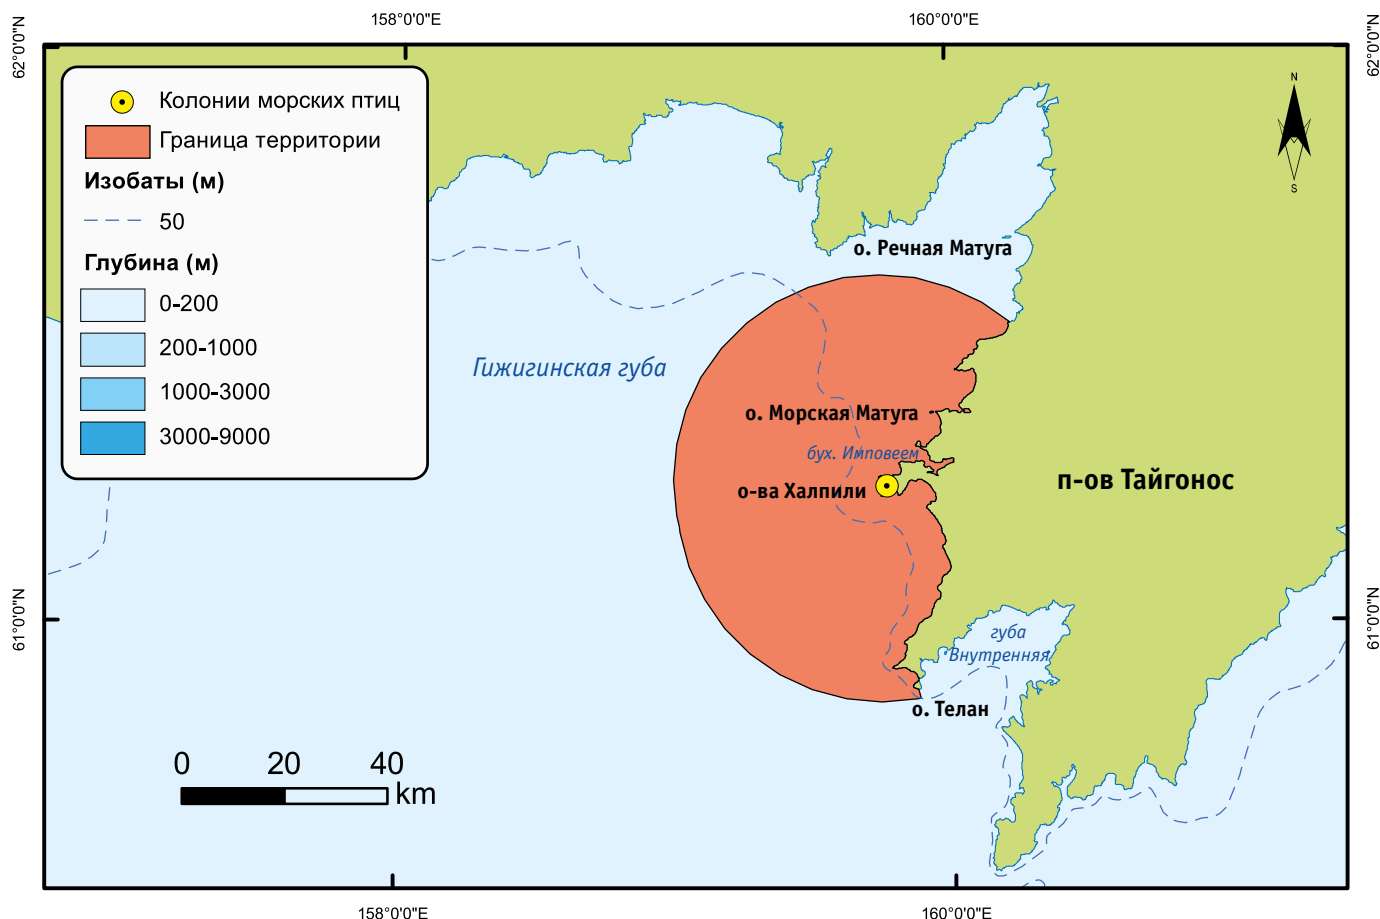 158°0'0"E
160°0'0"E
62°0'0"N
62°0'0"N
Колонии морских птиц
Граница территории
Изобаты (м)
50
Глубина (м)
0-200
200-1000
1000-3000
3000-9000
N
S
о. Речная Матуга
Гижигинская губа
о. Морская Матуга
бух. Имповеем
о-ва Халпили
п-ов Тайгонос
61°0'0"N
61°0'0"N
губа
Внутренняя
о. Телан
0 20 40
km
158°0'0"E
160°0'0"E